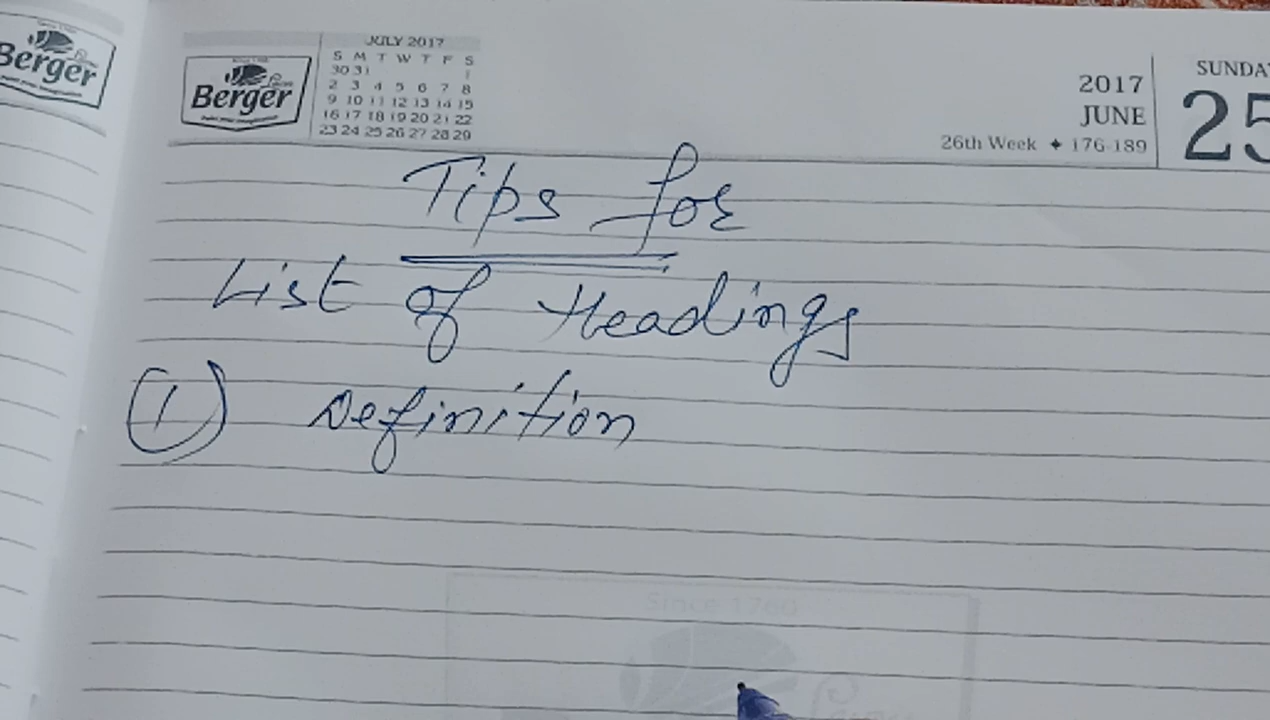 Berger
Berger
JULY 2017
S M T W T F S
30 31 1
2 3 4 5 6 7 8
9 10 11 12 13 14 15
16 17 18 19 20 21 22
23 24 25 26 27 28 29
2017
JUNE
26th Week ✦ 176-189
SUNDA
25
Tips for
List of Headings
(1) Definition
Since 1760